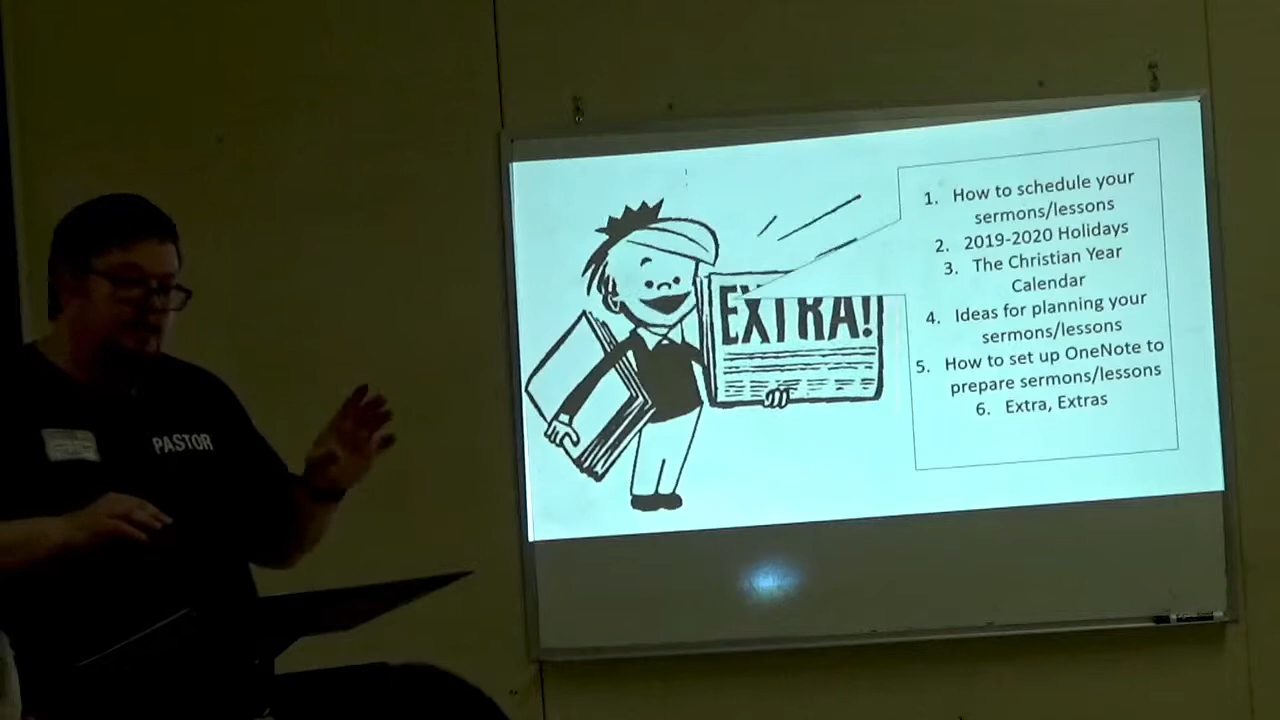 PASTOR
EXTRA!
1. How to schedule your
sermons/lessons
2. 2019-2020 Holidays
3. The Christian Year
Calendar
4. Ideas for planning your
sermons/lessons
5. How to set up OneNote to
prepare sermons/lessons
6. Extra, Extras